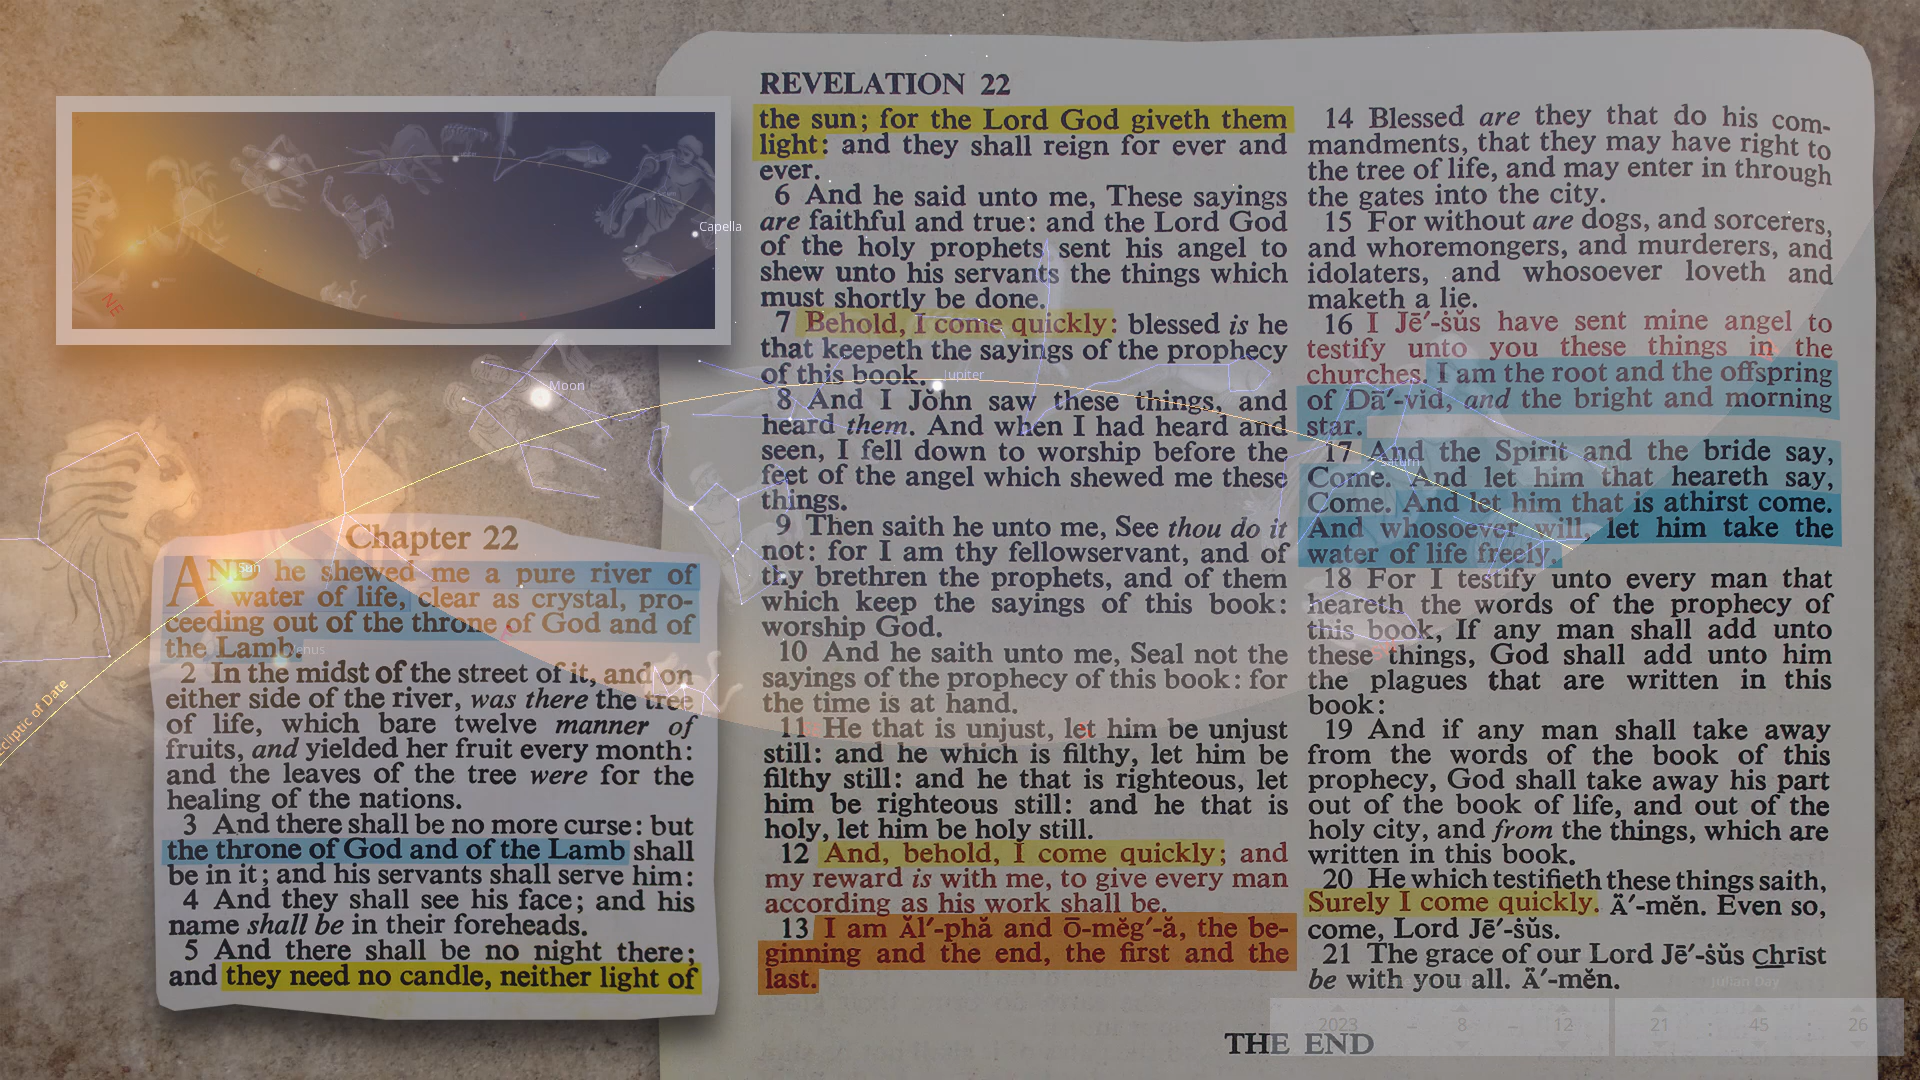 NE
Capella
Moon
Jupiter
Saturn
Sun
Venus
Ecliptic of Date
Chapter 22
AND he shewed me a pure river of
water of life, clear as crystal, pro-
ceeding out of the throne of God and of
the Lamb.
2 In the midst of the street of it, and on
either side of the river, was there the tree
of life, which bare twelve manner of
fruits, and yielded her fruit every month:
and the leaves of the tree were for the
healing of the nations.
3 And there shall be no more curse: but
the throne of God and of the Lamb shall
be in it; and his servants shall serve him:
4 And they shall see his face; and his
name shall be in their foreheads.
5 And there shall be no night there;
and they need no candle, neither light of
REVELATION 22
the sun; for the Lord God giveth them
light: and they shall reign for ever and
ever.
6 And he said unto me, These sayings
are faithful and true: and the Lord God
of the holy prophets sent his angel to
shew unto his servants the things which
must shortly be done.
7 Behold, I come quickly: blessed is he
that keepeth the sayings of the prophecy
of this book.
8 And I Jŏhn saw these things, and
heard them. And when I had heard and
seen, I fell down to worship before the
feet of the angel which shewed me these
things.
9 Then saith he unto me, See thou do it
not: for I am thy fellowservant, and of
thy brethren the prophets, and of them
which keep the sayings of this book:
worship God.
10 And he saith unto me, Seal not the
sayings of the prophecy of this book: for
the time is at hand.
11 He that is unjust, let him be unjust
still: and he which is filthy, let him be
filthy still: and he that is righteous, let
him be righteous still: and he that is
holy, let him be holy still.
12 And, behold, I come quickly; and
my reward is with me, to give every man
according as his work shall be.
13 I am Ăl′-phă and ō-mĕg′-ă, the be-
ginning and the end, the first and the
last.
14 Blessed are they that do his com-
mandments, that they may have right to
the tree of life, and may enter in through
the gates into the city.
15 For without are dogs, and sorcerers,
and whoremongers, and murderers, and
idolaters, and whosoever loveth and
maketh a lie.
16 I Jē′-ṡŭs have sent mine angel to
testify unto you these things in the
churches. I am the root and the offspring
of Dā′-vid, and the bright and morning
star.
17 And the Spirit and the bride say,
Come. And let him that heareth say,
Come. And let him that is athirst come.
And whosoever will, let him take the
water of life freely.
18 For I testify unto every man that
heareth the words of the prophecy of
this book, If any man shall add unto
these things, God shall add unto him
the plagues that are written in this
book:
19 And if any man shall take away
from the words of the book of this
prophecy, God shall take away his part
out of the book of life, and out of the
holy city, and from the things, which are
written in this book.
20 He which testifieth these things saith,
Surely I come quickly. Ä′-mĕn. Even so,
come, Lord Jē′-ṡŭs.
21 The grace of our Lord Jē′-ṡŭs christ
be with you all. Ä′-mĕn.
THE END
Julian Day
2023 - 8 - 12 21 : 45 : 26